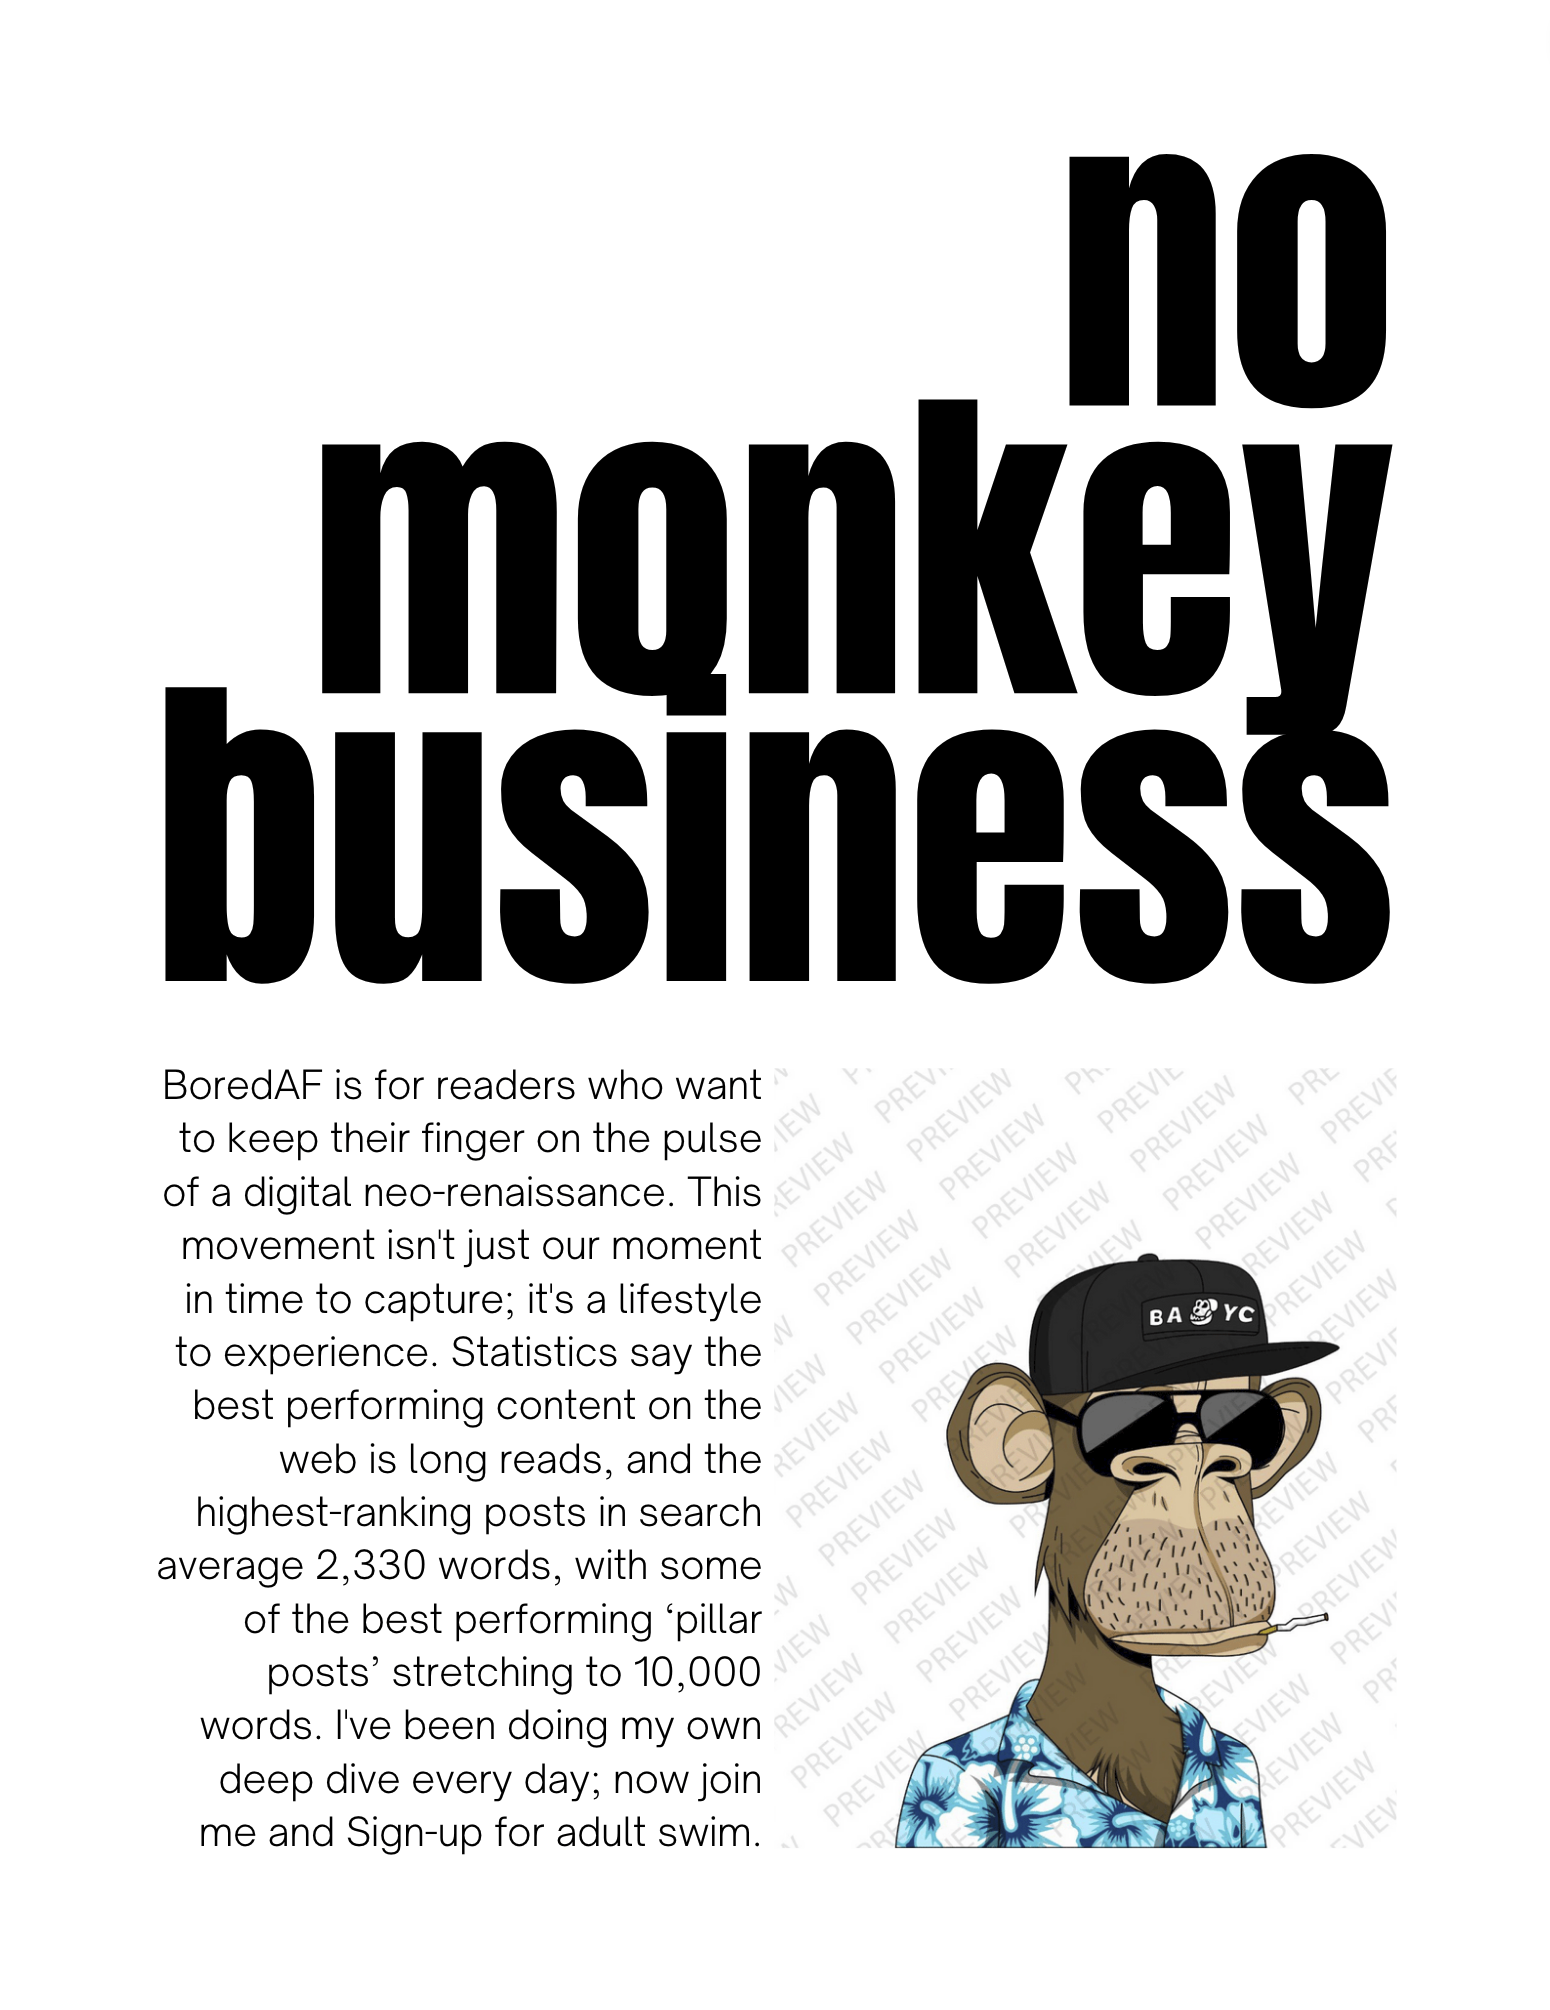 no
monkey
business
BoredAF is for readers who want
to keep their finger on the pulse
of a digital neo-renaissance. This
movement isn't just our moment
in time to capture; it's a lifestyle
to experience. Statistics say the
best performing content on the
web is long reads, and the
highest-ranking posts in search
average 2,330 words, with some
of the best performing ‘pillar
posts’ stretching to 10,000
words. I've been doing my own
deep dive every day; now join
me and Sign-up for adult swim.
PREVIEW
BA YC